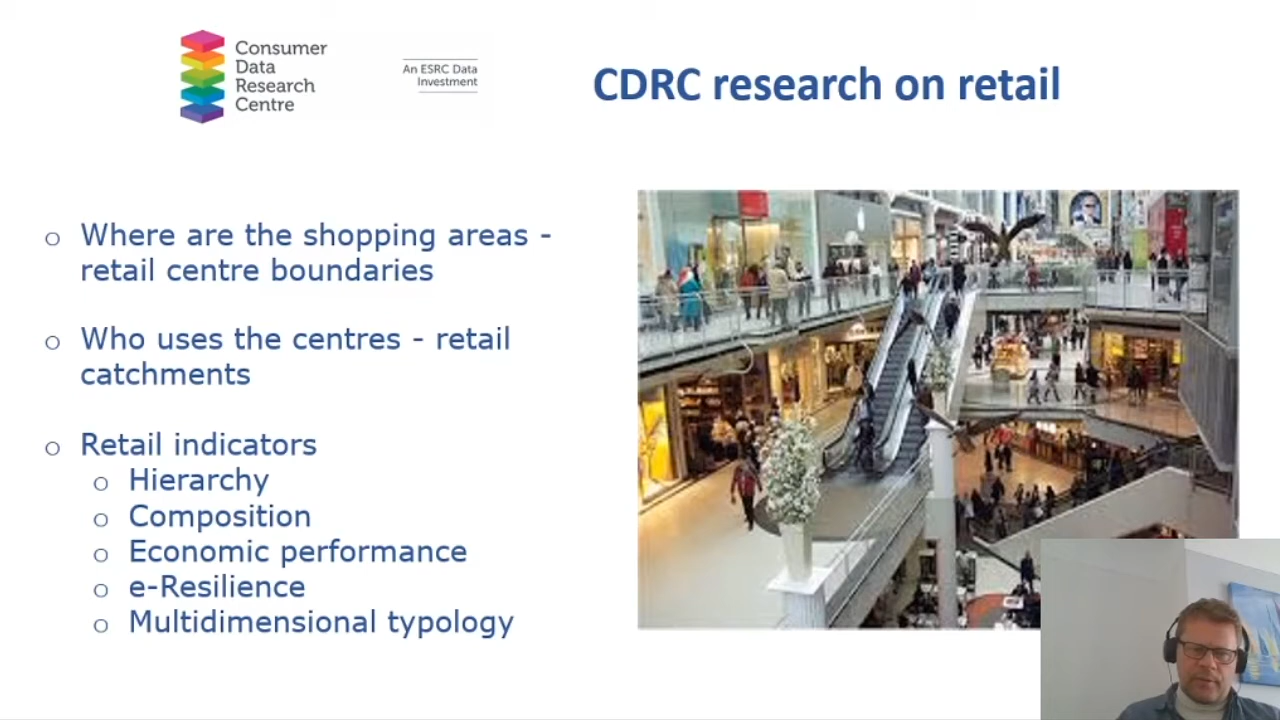 Consumer
Data
Research
Centre
An ESRC Data
Investment
CDRC research on retail
o Where are the shopping areas -
retail centre boundaries
o Who uses the centres - retail
catchments
o Retail indicators
o Hierarchy
o Composition
o Economic performance
o e-Resilience
o Multidimensional typology